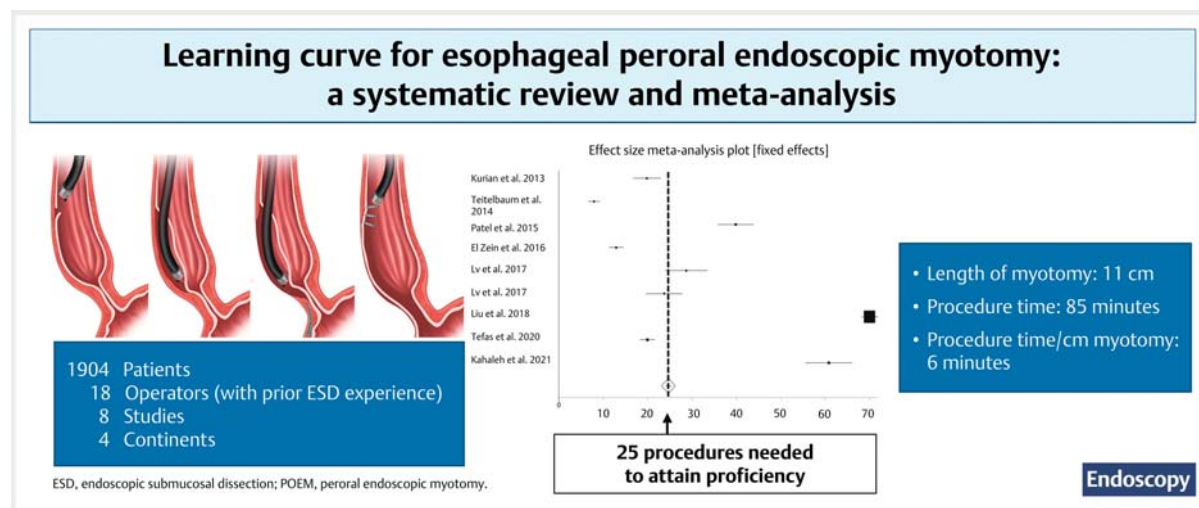 Learning curve for esophageal peroral endoscopic myotomy:
a systematic review and meta-analysis
1904 Patients
18 Operators (with prior ESD experience)
8 Studies
4 Continents
ESD, endoscopic submucosal dissection; POEM, peroral endoscopic myotomy.
Effect size meta-analysis plot [fixed effects]
Kurian et al. 2013
Teitelbaum et al.
2014
Patel et al. 2015
El Zein et al. 2016
Lv et al. 2017
Lv et al. 2017
Liu et al. 2018
Tefas et al. 2020
Kahaleh et al. 2021
0 10 20 30 40 50 60 70
25 procedures needed
to attain proficiency
• Length of myotomy: 11 cm
• Procedure time: 85 minutes
• Procedure time/cm myotomy:
6 minutes
Endoscopy